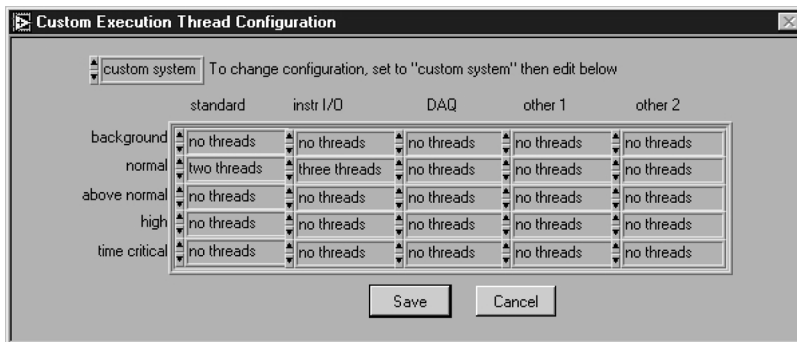 Custom Execution Thread Configuration
custom system To change configuration, set to "custom system" then edit below
standard instr I/O DAQ other 1 other 2
background no threads no threads no threads no threads no threads
normal two threads three threads no threads no threads no threads
above normal no threads no threads no threads no threads no threads
high no threads no threads no threads no threads no threads
time critical no threads no threads no threads no threads no threads
Save Cancel